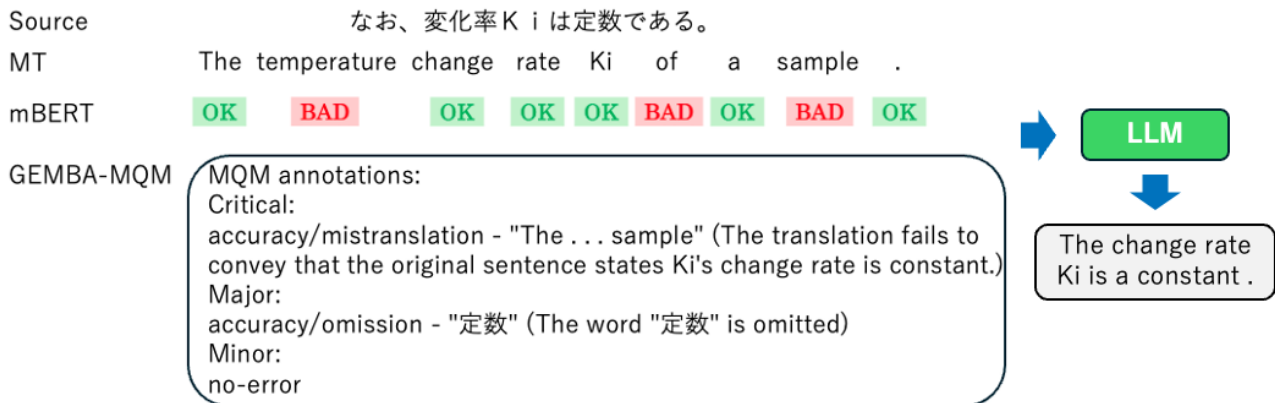 Source なお、変化率Ｋｉは定数である。
MT The temperature change rate Ki of a sample .
mBERT OK BAD OK OK OK BAD OK BAD OK
GEMBA-MQM
MQM annotations:
Critical:
accuracy/mistranslation - "The . . . sample" (The translation fails to
convey that the original sentence states Ki's change rate is constant.)
Major:
accuracy/omission - "定数" (The word "定数" is omitted)
Minor:
no-error
LLM
The change rate
Ki is a constant .